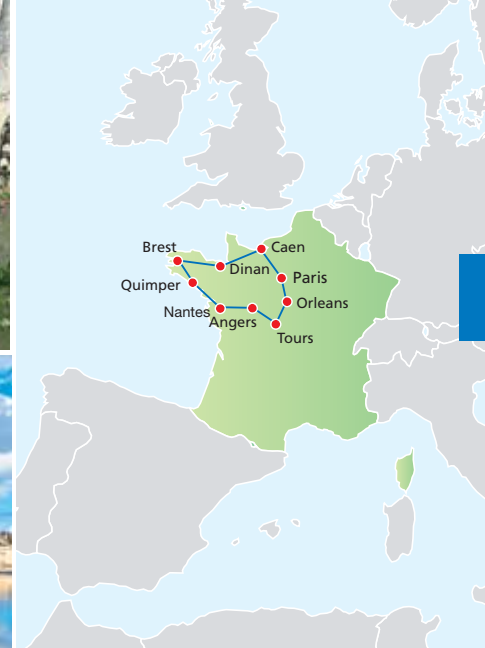 Brest
Caen
Dinan
Paris
Quimper
Orleans
Nantes
Angers
Tours